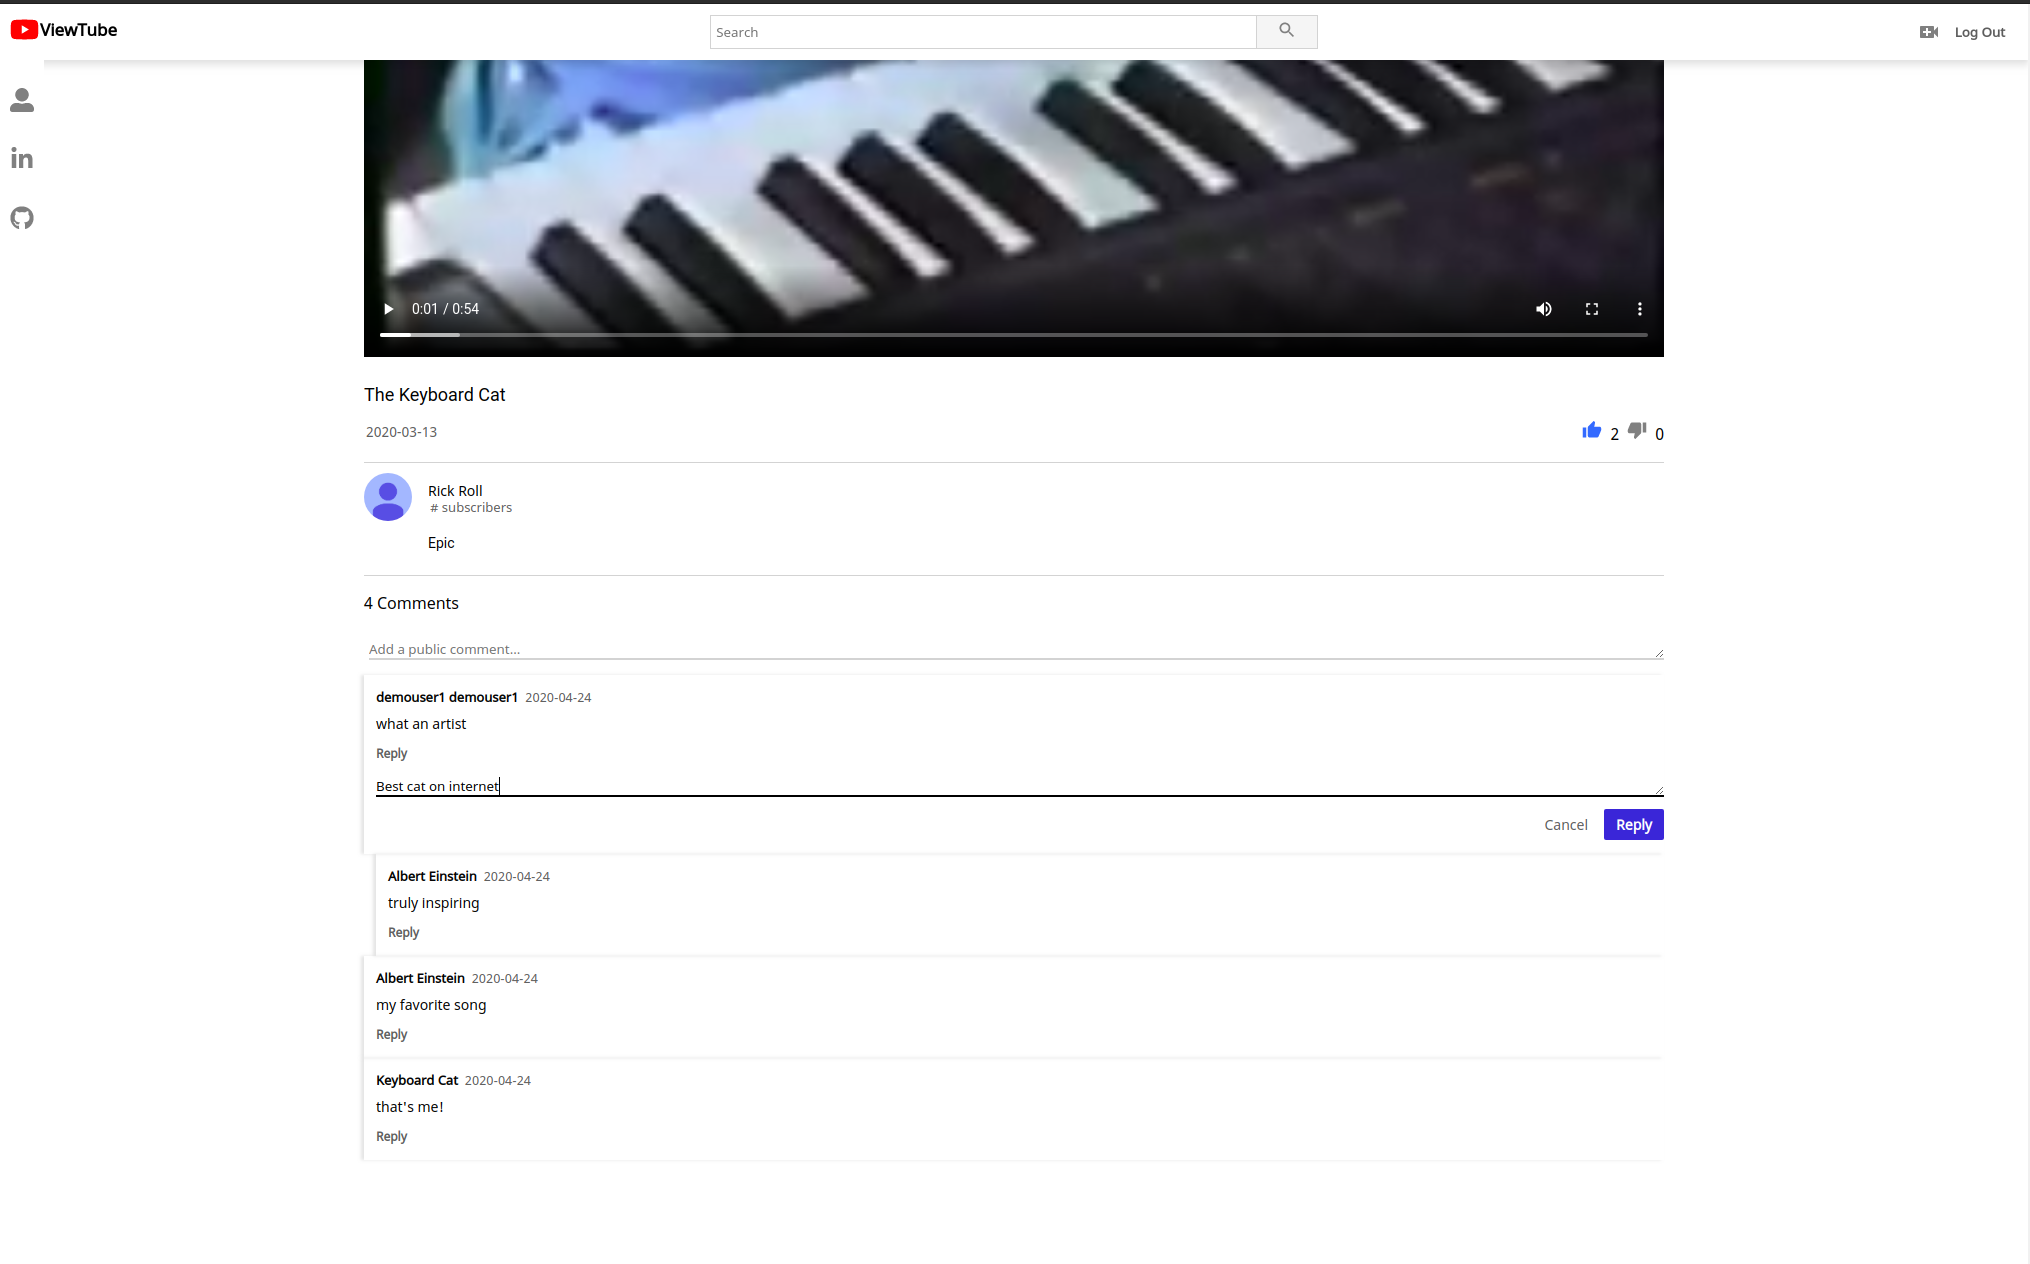 ViewTube
Search
Log Out
0:01 / 0:54
The Keyboard Cat
2020-03-13
2 0
Rick Roll
# subscribers
Epic
4 Comments
Add a public comment...
demouser1 demouser1 2020-04-24
what an artist
Reply
Best cat on internet
Cancel Reply
Albert Einstein 2020-04-24
truly inspiring
Reply
Albert Einstein 2020-04-24
my favorite song
Reply
Keyboard Cat 2020-04-24
that's me!
Reply